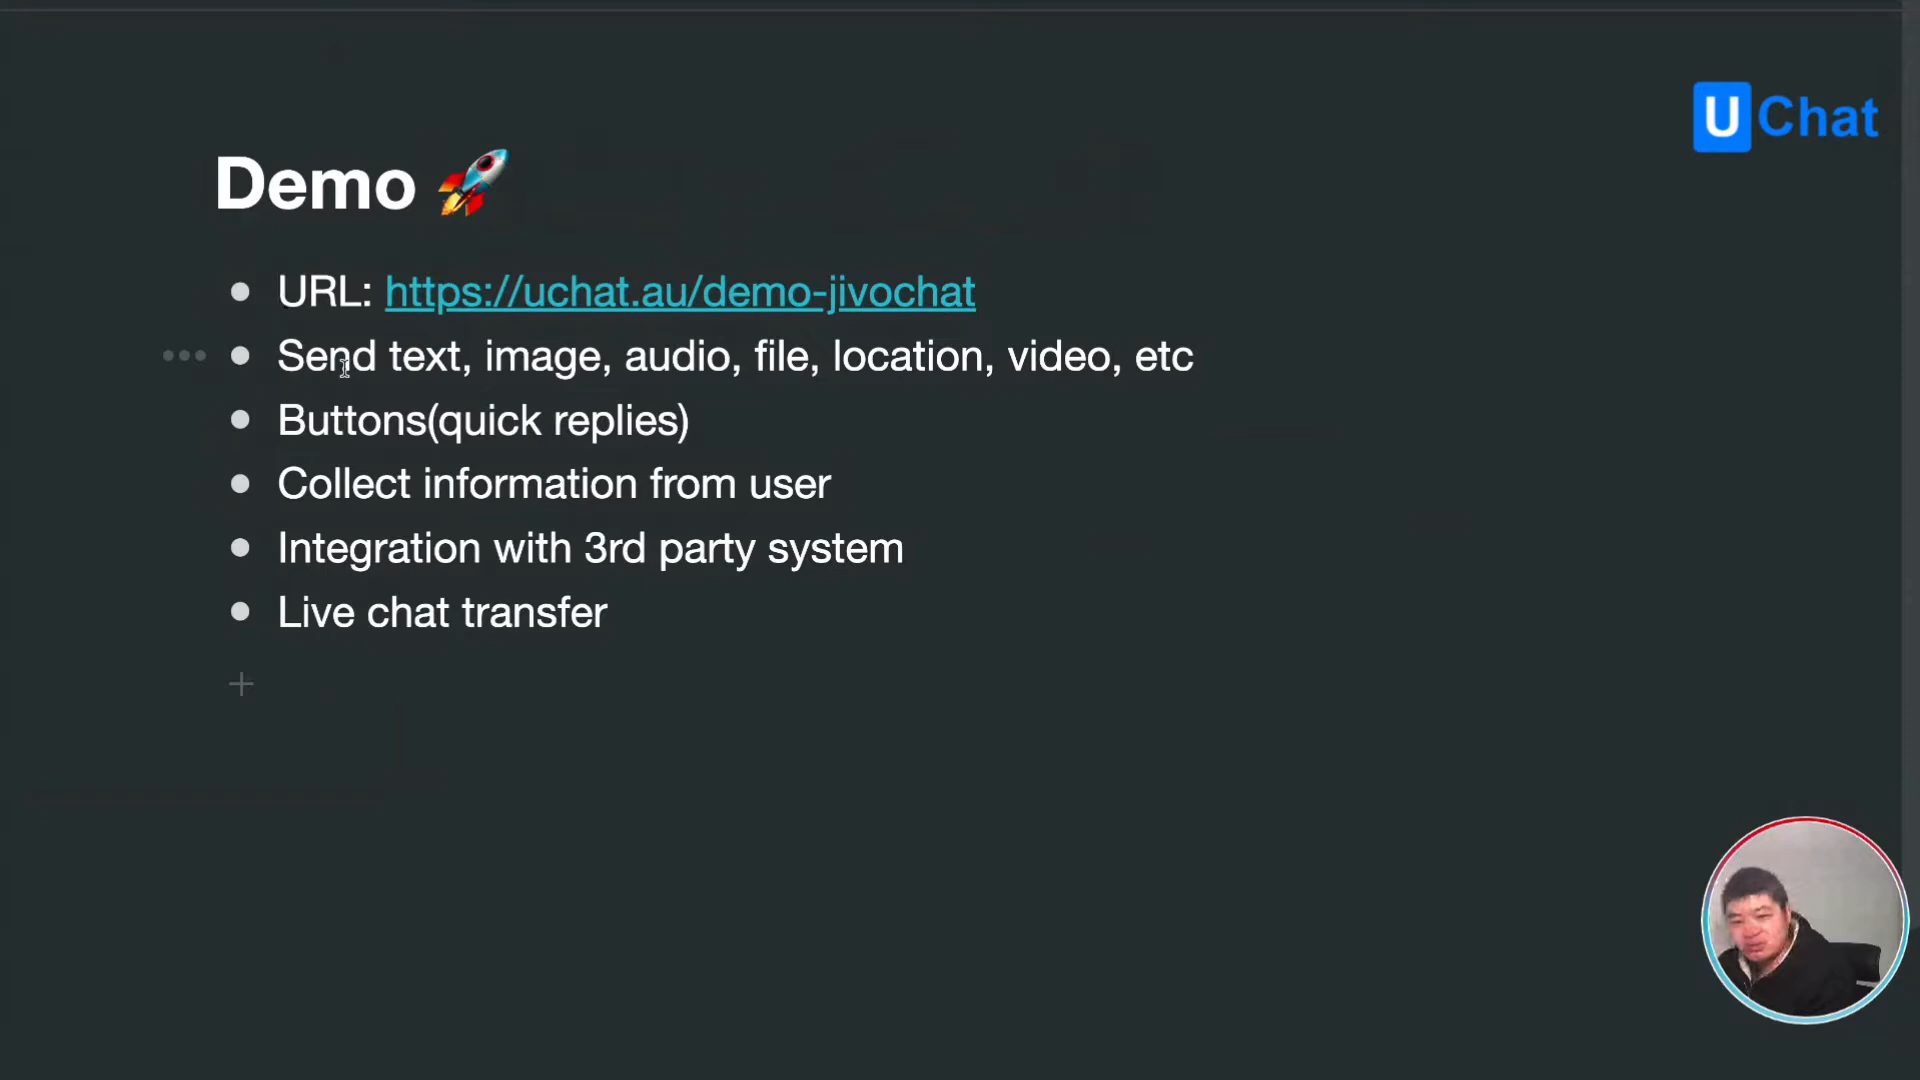 U Chat
Demo 🚀
URL: https://uchat.au/demo-jivochat
Send text, image, audio, file, location, video, etc
Buttons(quick replies)
Collect information from user
Integration with 3rd party system
Live chat transfer